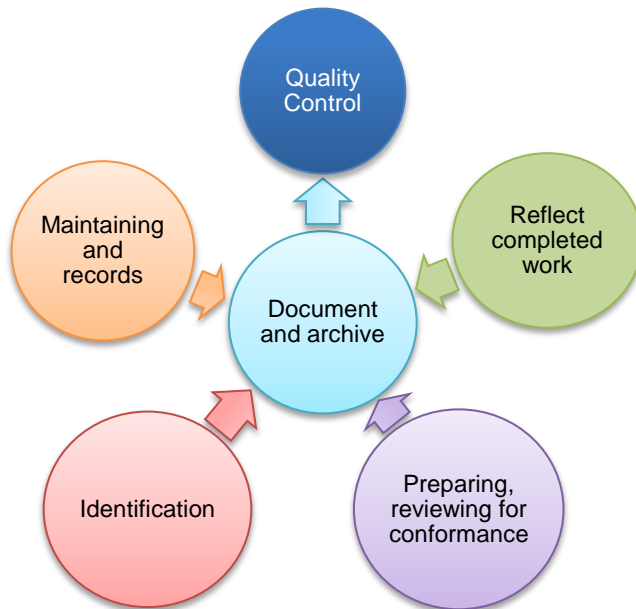 Quality
Control
Maintaining
and
records
Reflect
completed
work
Document
and archive
Identification
Preparing,
reviewing for
conformance